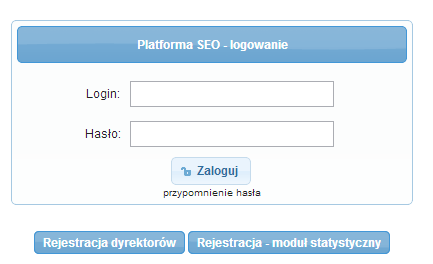 Platforma SEO - logowanie
Login:
Hasło:
Zaloguj
przypomnienie hasła
Rejestracja dyrektorów Rejestracja - moduł statystyczny